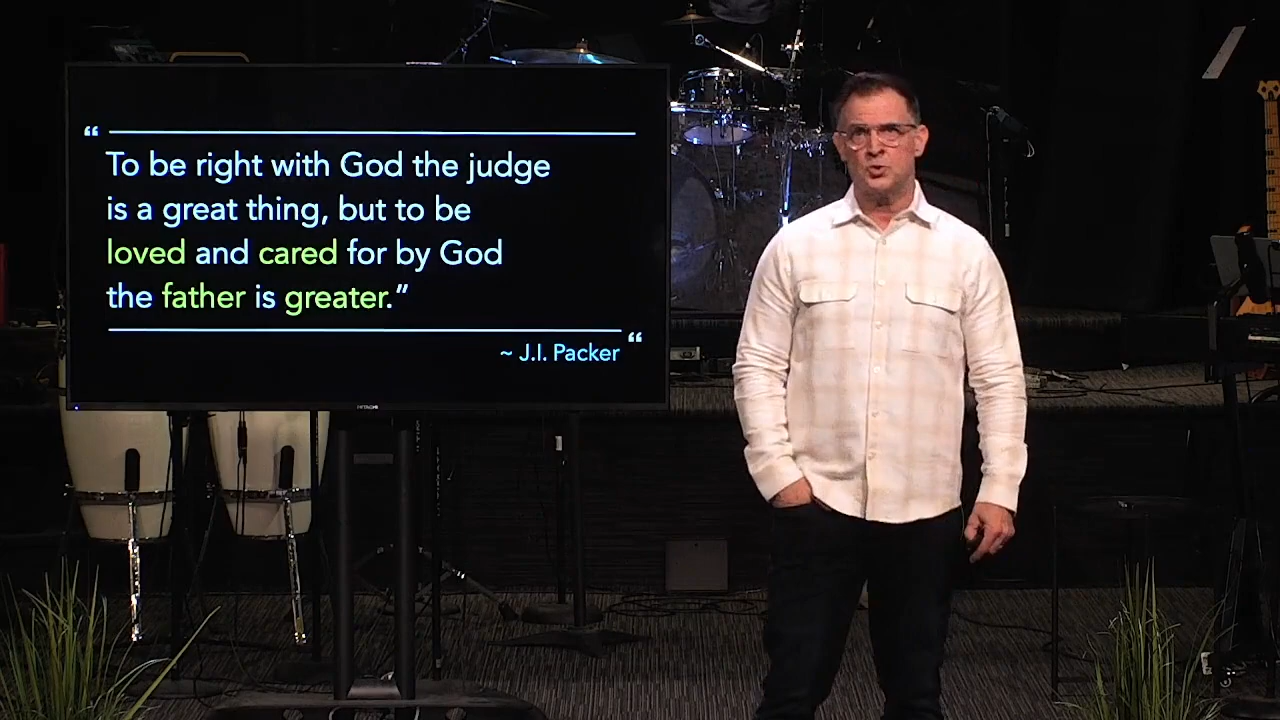 “
To be right with God the judge
is a great thing, but to be
loved and cared for by God
the father is greater.”
“
~ J.I. Packer
HITACHI